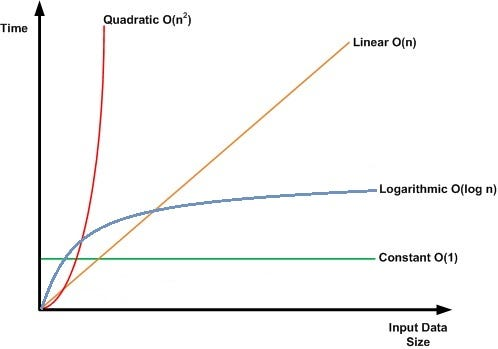 Time
Quadratic O(n²)
Linear O(n)
Logarithmic O(log n)
Constant O(1)
Input Data
Size